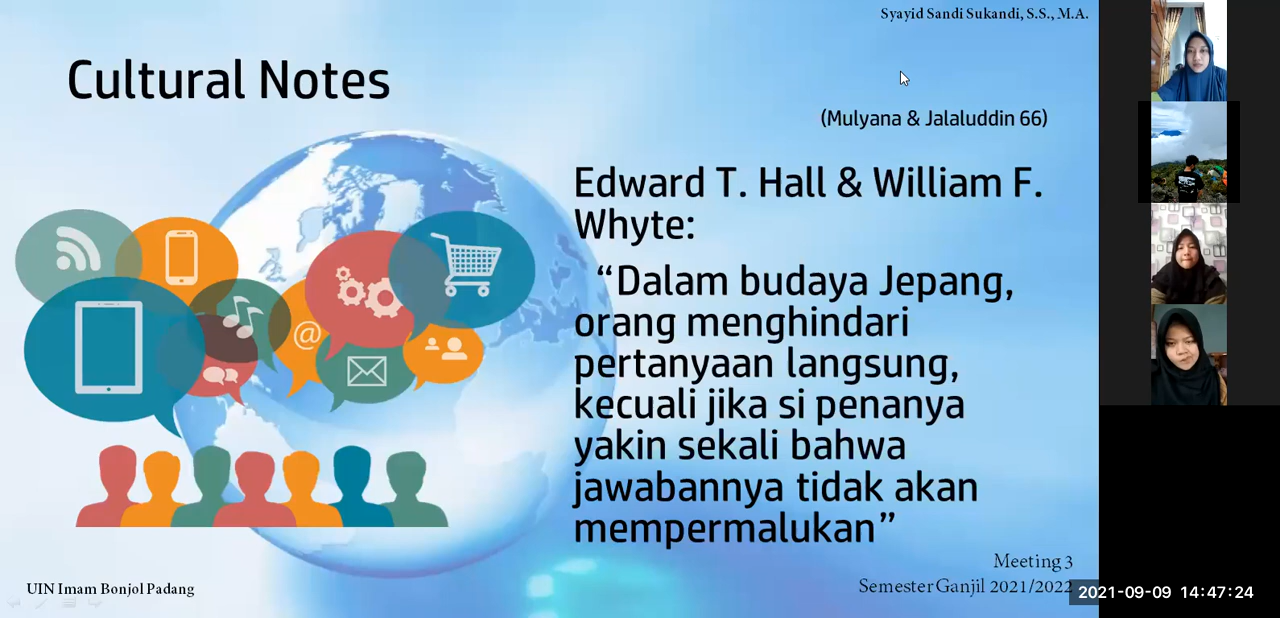 Syayid Sandi Sukandi, S.S., M.A.
Cultural Notes
(Mulyana & Jalaluddin 66)
Edward T. Hall & William F.
Whyte:
“Dalam budaya Jepang,
orang menghindari
pertanyaan langsung,
kecuali jika si penanya
yakin sekali bahwa
jawabannya tidak akan
mempermalukan”
@
Meeting 3
Semester Ganjil 2021/2022
UIN Imam Bonjol Padang
2021-09-09 14:47:24